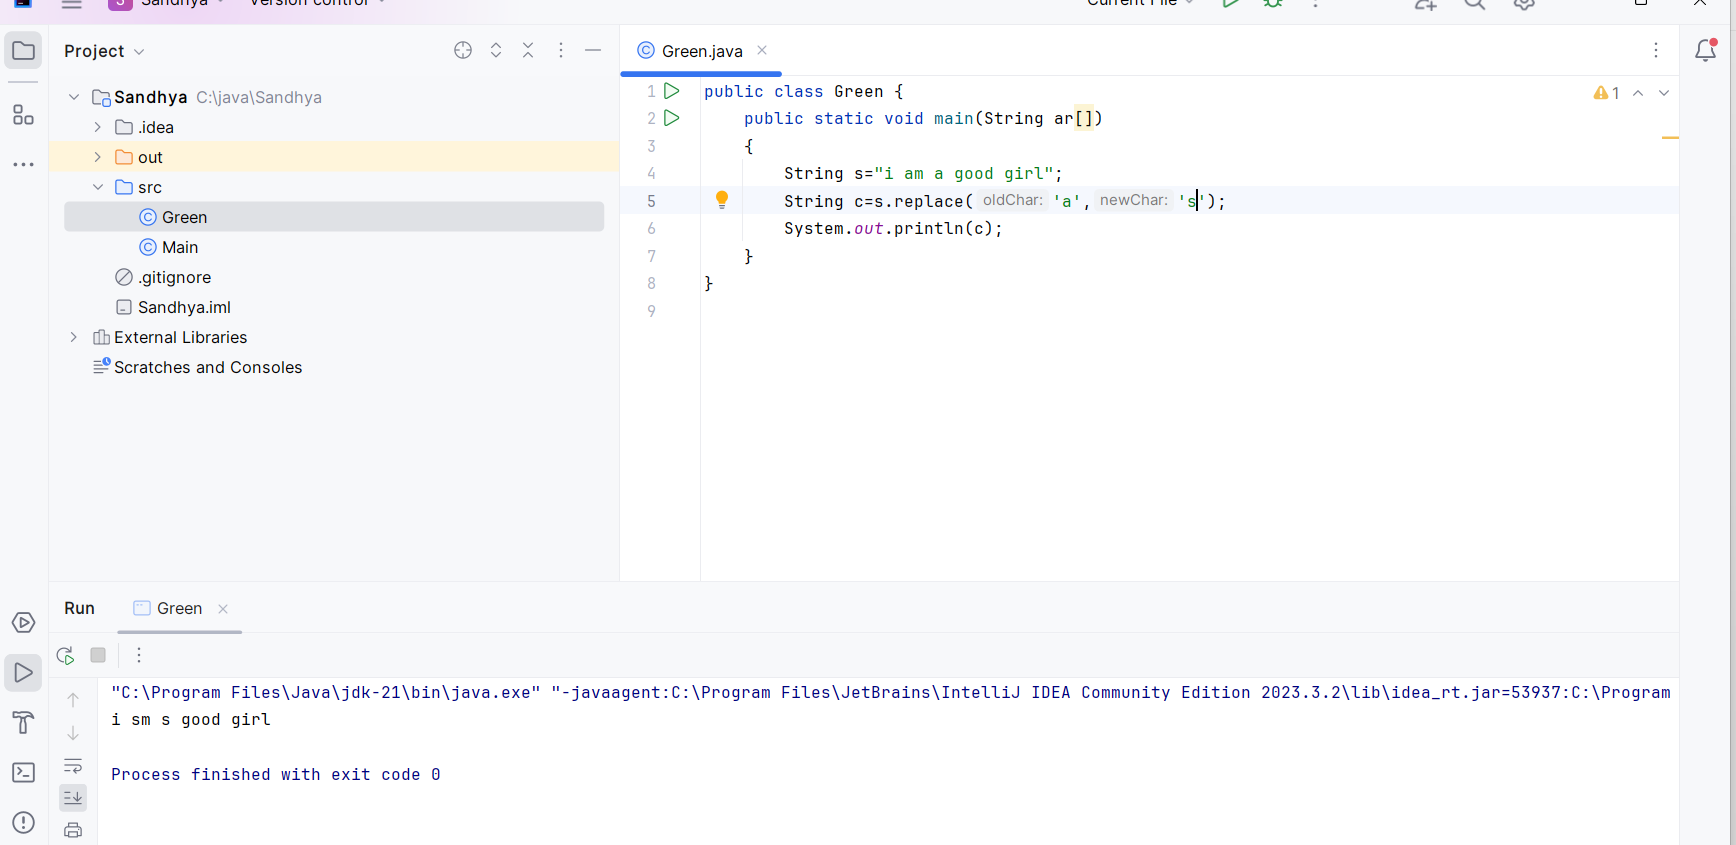 Sandhya Version control Current File
Project
Sandhya C:\java\Sandhya
.idea
out
src
Green
Main
.gitignore
Sandhya.iml
External Libraries
Scratches and Consoles
Green.java
1 public class Green {
2 public static void main(String ar[])
3 {
4 String s="i am a good girl";
5 String c=s.replace( oldChar: 'a', newChar: 's');
6 System.out.println(c);
7 }
8 }
9
1
Run Green
"C:\Program Files\Java\jdk-21\bin\java.exe" "-javaagent:C:\Program Files\JetBrains\IntelliJ IDEA Community Edition 2023.3.2\lib\idea_rt.jar=53937:C:\Program
i sm s good girl
Process finished with exit code 0